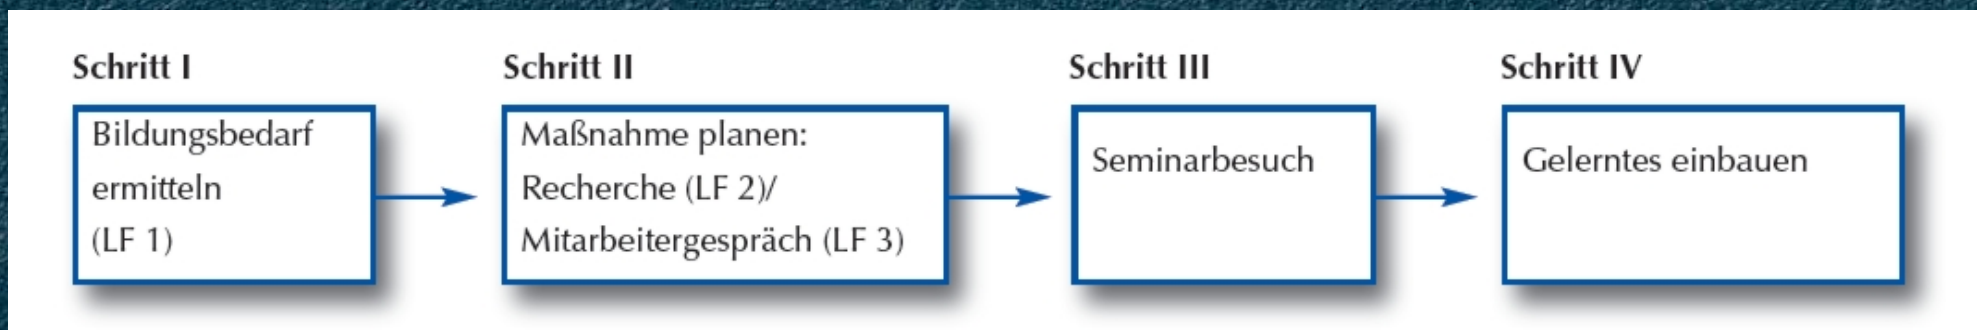 Schritt I
Bildungsbedarf
ermitteln
(LF 1)
Schritt II
Maßnahme planen:
Recherche (LF 2)/
Mitarbeitergespräch (LF 3)
Schritt III
Seminarbesuch
Schritt IV
Gelerntes einbauen